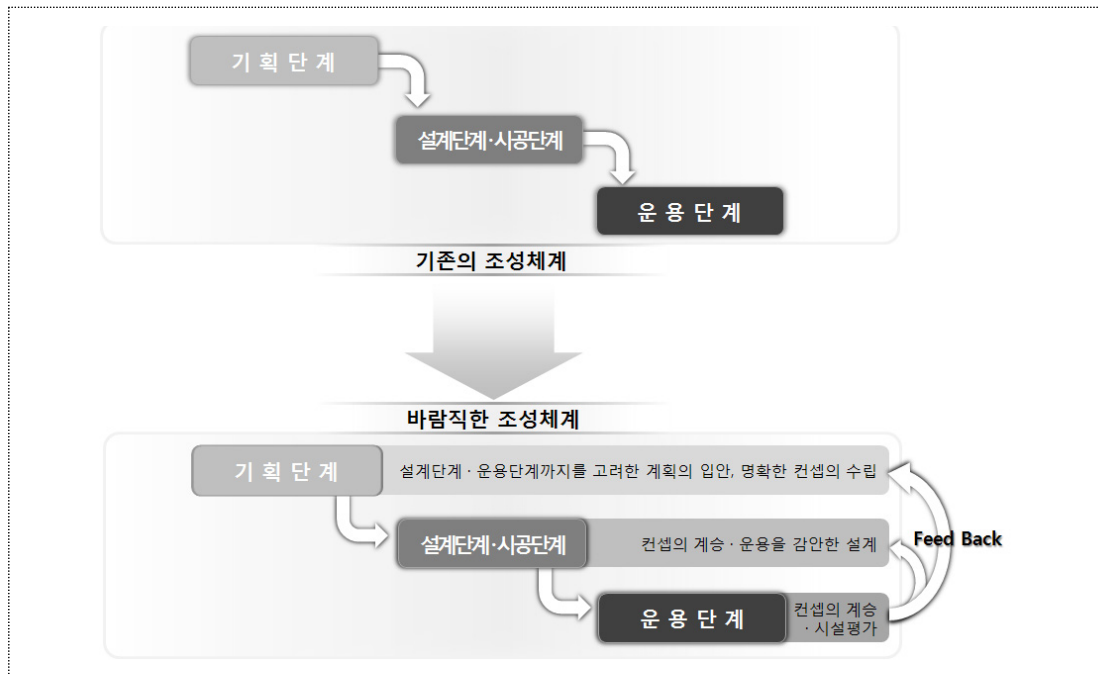 기 획 단 계
설계단계·시공단계
운 용 단 계
기존의 조성체계
바람직한 조성체계
기 획 단 계
설계단계 · 운용단계까지를 고려한 계획의 입안, 명확한 컨셉의 수립
설계단계·시공단계
컨셉의 계승 · 운용을 감안한 설계
Feed Back
운 용 단 계
컨셉의 계승
· 시설평가